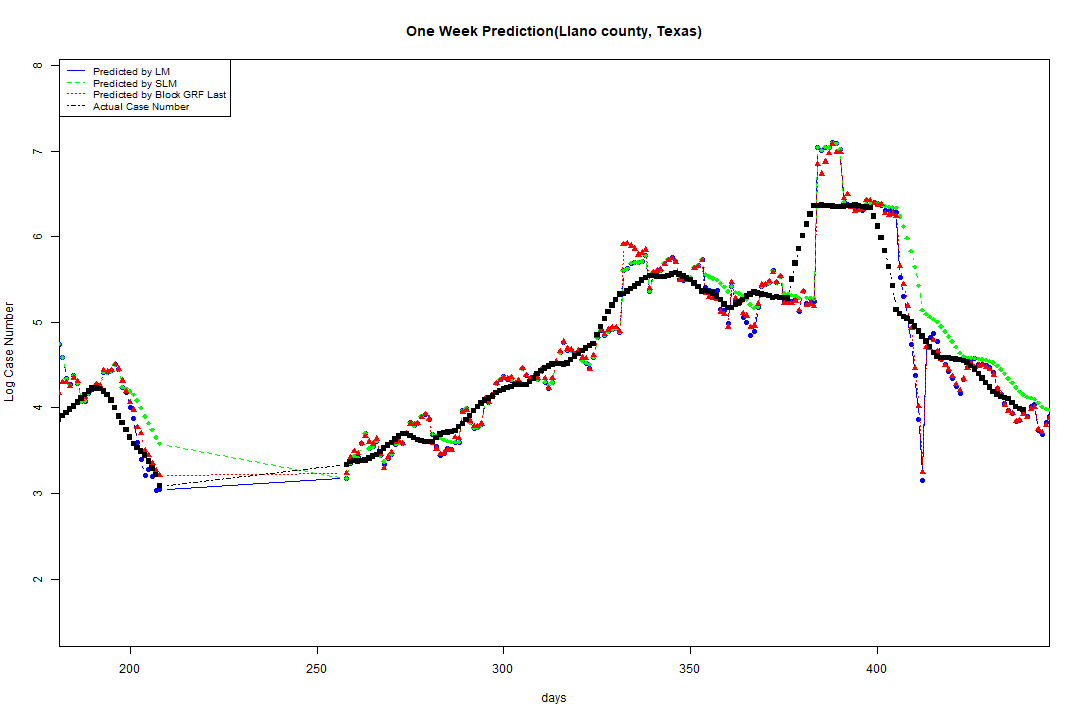 One Week Prediction(Llano county, Texas)
Predicted by LM
Predicted by SLM
Predicted by Block GRF Last
Actual Case Number
Log Case Number
8
7
6
5
4
3
2
200
250
300
350
400
days